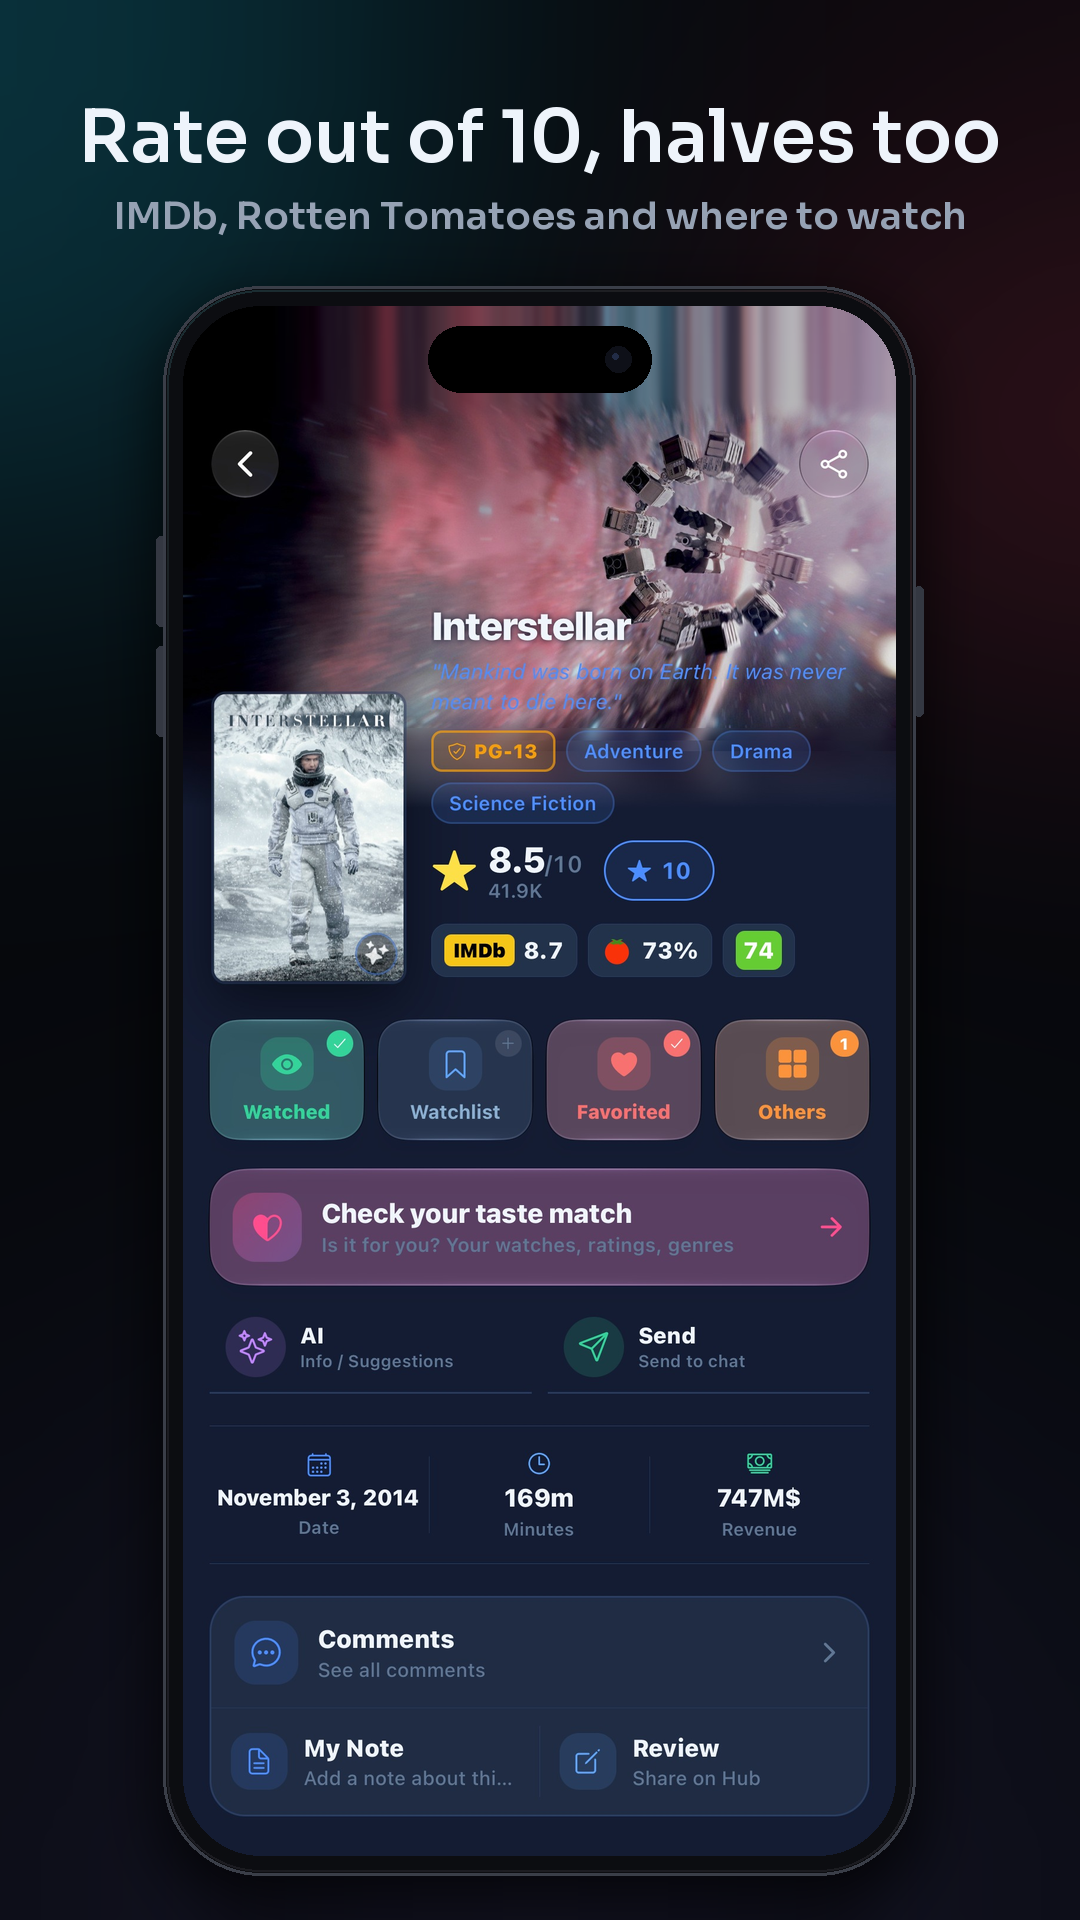 Rate out of 10, halves too
IMDb, Rotten Tomatoes and where to watch
Interstellar
"Mankind was born on Earth. It was never
meant to die here."
INTERSTELLAR
PG-13
Adventure
Drama
Science Fiction
8.5/10
41.9K
10
IMDb 8.7
73%
74
Watched
Watchlist
Favorited
1
Others
Check your taste match
Is it for you? Your watches, ratings, genres
AI
Info / Suggestions
Send
Send to chat
November 3, 2014
Date
169m
Minutes
747M$
Revenue
Comments
See all comments
My Note
Add a note about thi...
Review
Share on Hub